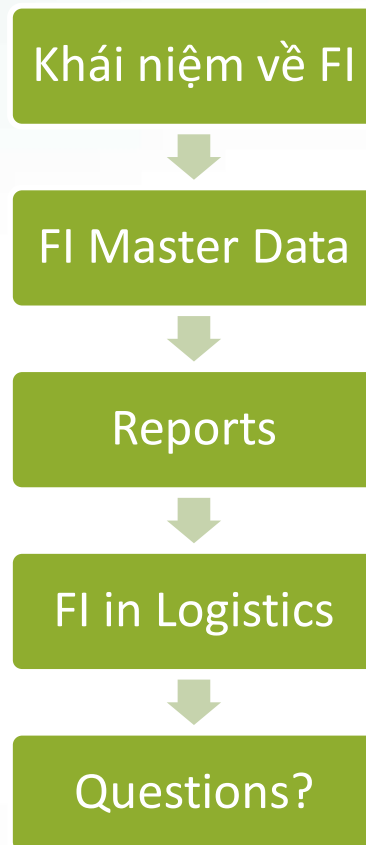 Khái niệm về FI
FI Master Data
Reports
FI in Logistics
Questions?